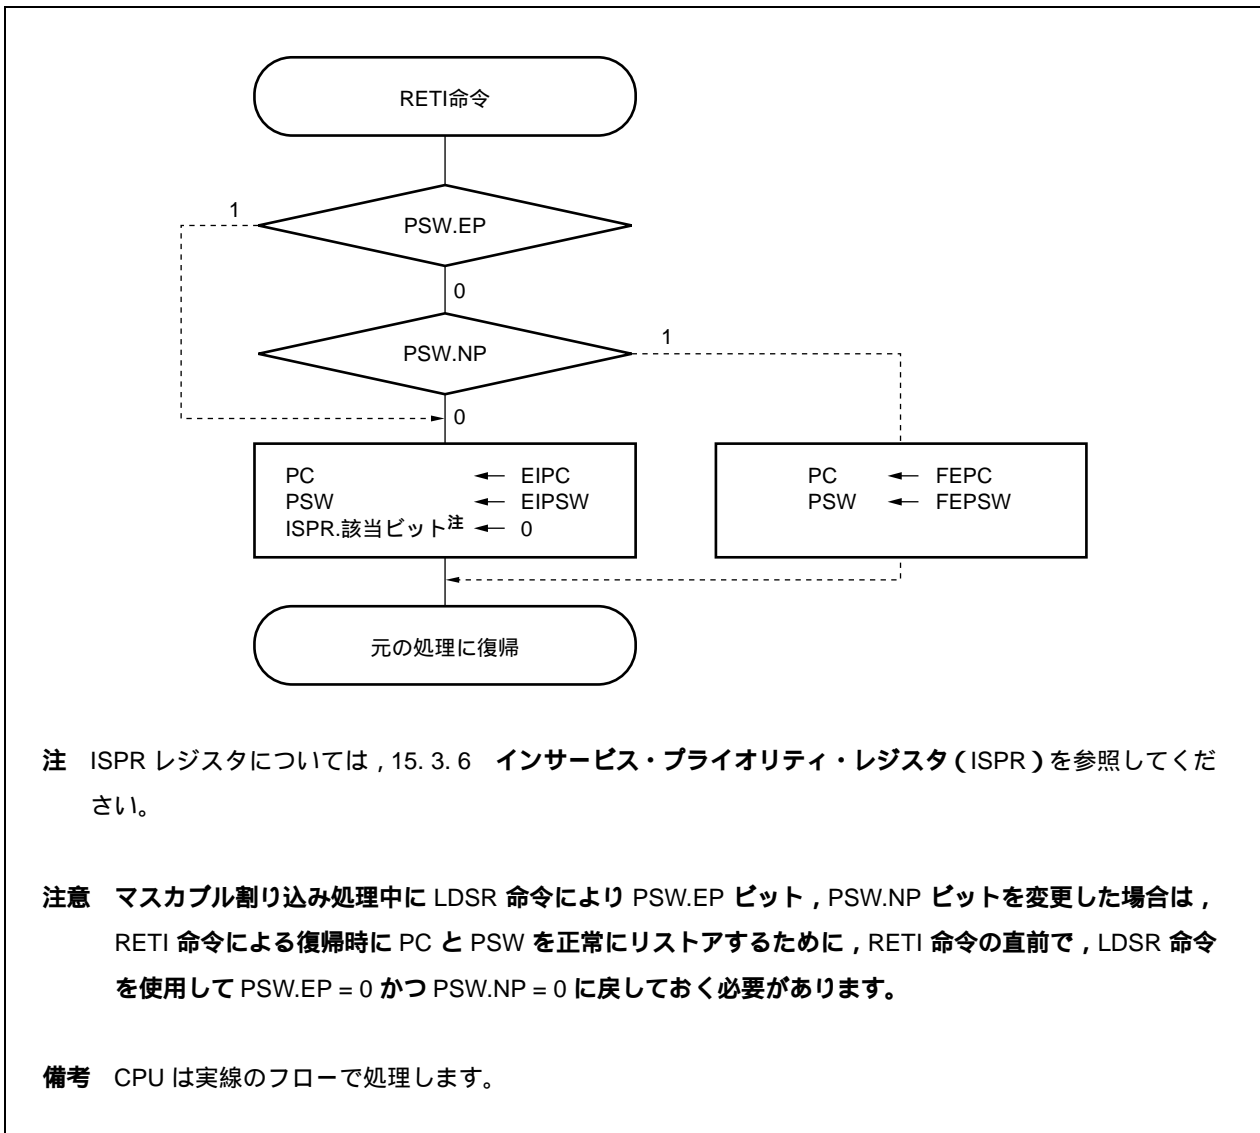 RETI命令
1
PSW.EP
0
PSW.NP
1
0
PC ← EIPC
PSW ← EIPSW
ISPR.該当ビット注 ← 0
PC ← FEPC
PSW ← FEPSW
元の処理に復帰
注 ISPR レジスタについては，15. 3. 6 インサービス・プライオリティ・レジスタ（ISPR）を参照してくだ
さい。
注意 マスカブル割り込み処理中に LDSR 命令により PSW.EP ビット，PSW.NP ビットを変更した場合は，
RETI 命令による復帰時に PC と PSW を正常にリストアするために，RETI 命令の直前で，LDSR 命令
を使用して PSW.EP = 0 かつ PSW.NP = 0 に戻しておく必要があります。
備考 CPU は実線のフローで処理します。